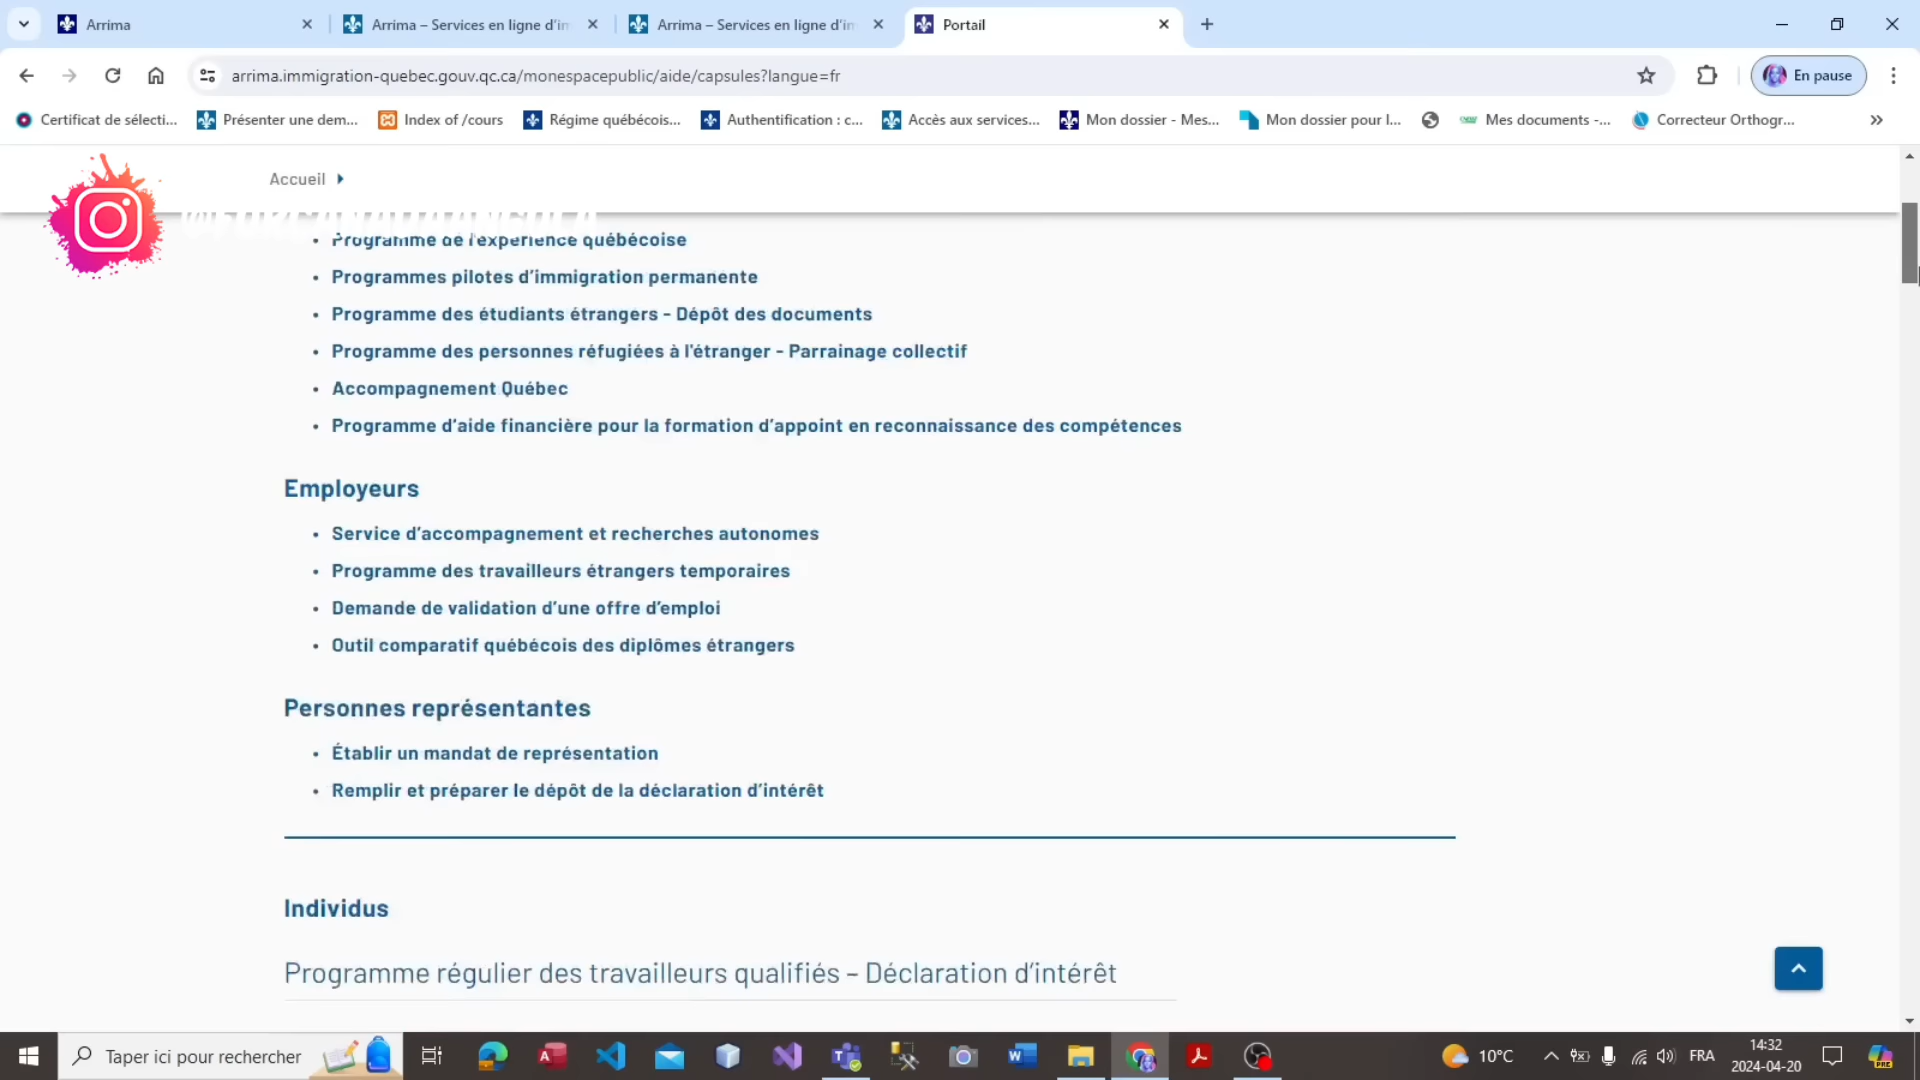 Arrima
Arrima – Services en ligne d'in
Arrima – Services en ligne d'in
Portail
arrima.immigration-quebec.gouv.qc.ca/monespacepublic/aide/capsules?langue=fr
En pause
Certificat de sélecti...
Présenter une dem...
Index of /cours
Régime québécois...
Authentification : c...
Accès aux services...
Mon dossier - Mes...
Mon dossier pour l...
Mes documents -...
Correcteur Orthogr...
Accueil
Programme de l'expérience québécoise
Programmes pilotes d'immigration permanente
Programme des étudiants étrangers - Dépôt des documents
Programme des personnes réfugiées à l'étranger - Parrainage collectif
Accompagnement Québec
Programme d'aide financière pour la formation d'appoint en reconnaissance des compétences
Employeurs
Service d'accompagnement et recherches autonomes
Programme des travailleurs étrangers temporaires
Demande de validation d'une offre d'emploi
Outil comparatif québécois des diplômes étrangers
Personnes représentantes
Établir un mandat de représentation
Remplir et préparer le dépôt de la déclaration d'intérêt
Individus
Programme régulier des travailleurs qualifiés – Déclaration d'intérêt
Taper ici pour rechercher
10°C
FRA
14:32
2024-04-20